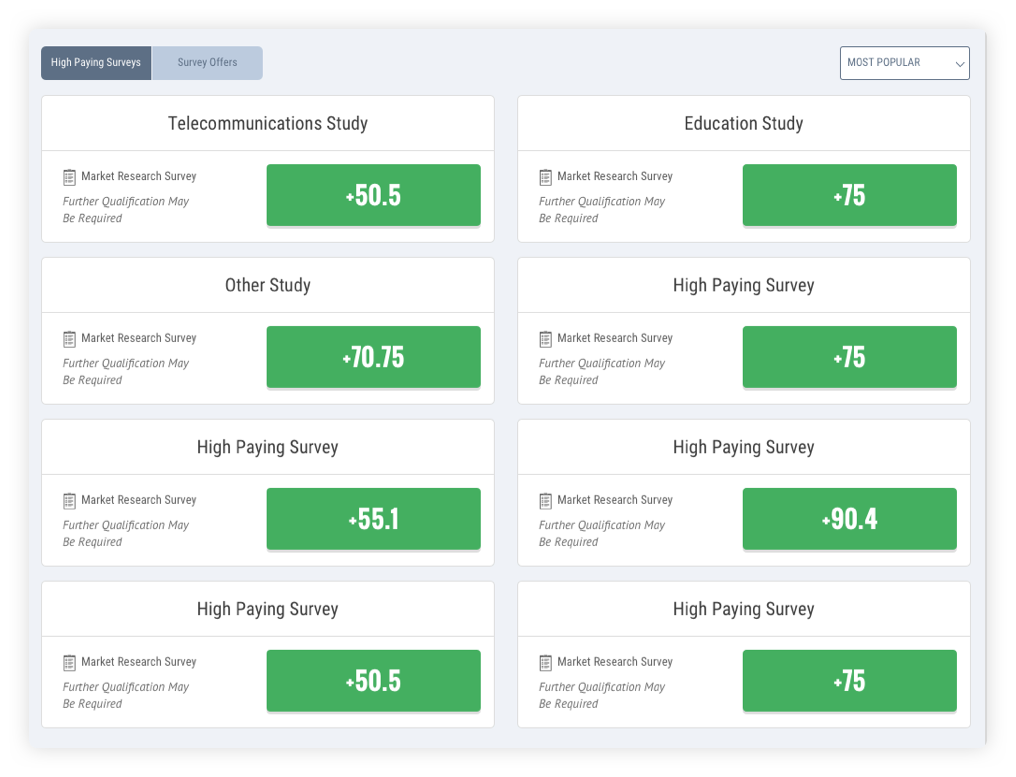 High Paying Surveys
Survey Offers
MOST POPULAR
Telecommunications Study
Market Research Survey
Further Qualification May
Be Required
+50.5
Education Study
Market Research Survey
Further Qualification May
Be Required
+75
Other Study
Market Research Survey
Further Qualification May
Be Required
+70.75
High Paying Survey
Market Research Survey
Further Qualification May
Be Required
+75
High Paying Survey
Market Research Survey
Further Qualification May
Be Required
+55.1
High Paying Survey
Market Research Survey
Further Qualification May
Be Required
+90.4
High Paying Survey
Market Research Survey
Further Qualification May
Be Required
+50.5
High Paying Survey
Market Research Survey
Further Qualification May
Be Required
+75